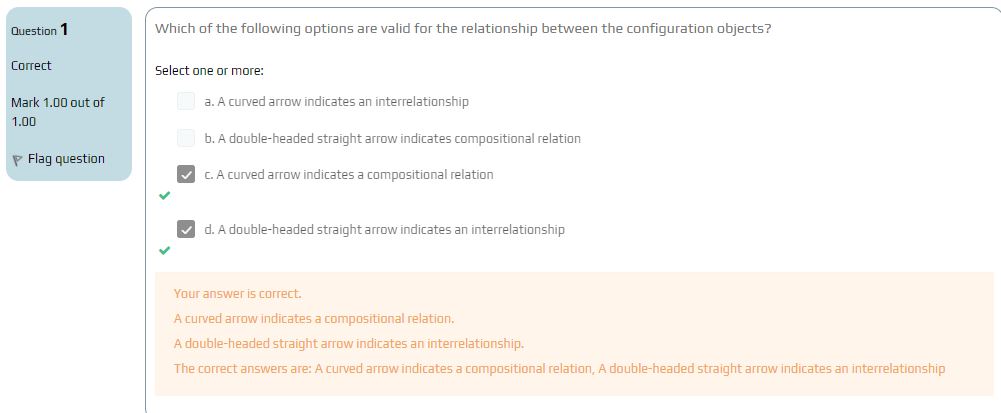 Question 1
Correct
Mark 1.00 out of
1.00
Flag question
Which of the following options are valid for the relationship between the configuration objects?
Select one or more:
a. A curved arrow indicates an interrelationship
b. A double-headed straight arrow indicates compositional relation
c. A curved arrow indicates a compositional relation
d. A double-headed straight arrow indicates an interrelationship
Your answer is correct.
A curved arrow indicates a compositional relation.
A double-headed straight arrow indicates an interrelationship.
The correct answers are: A curved arrow indicates a compositional relation, A double-headed straight arrow indicates an interrelationship